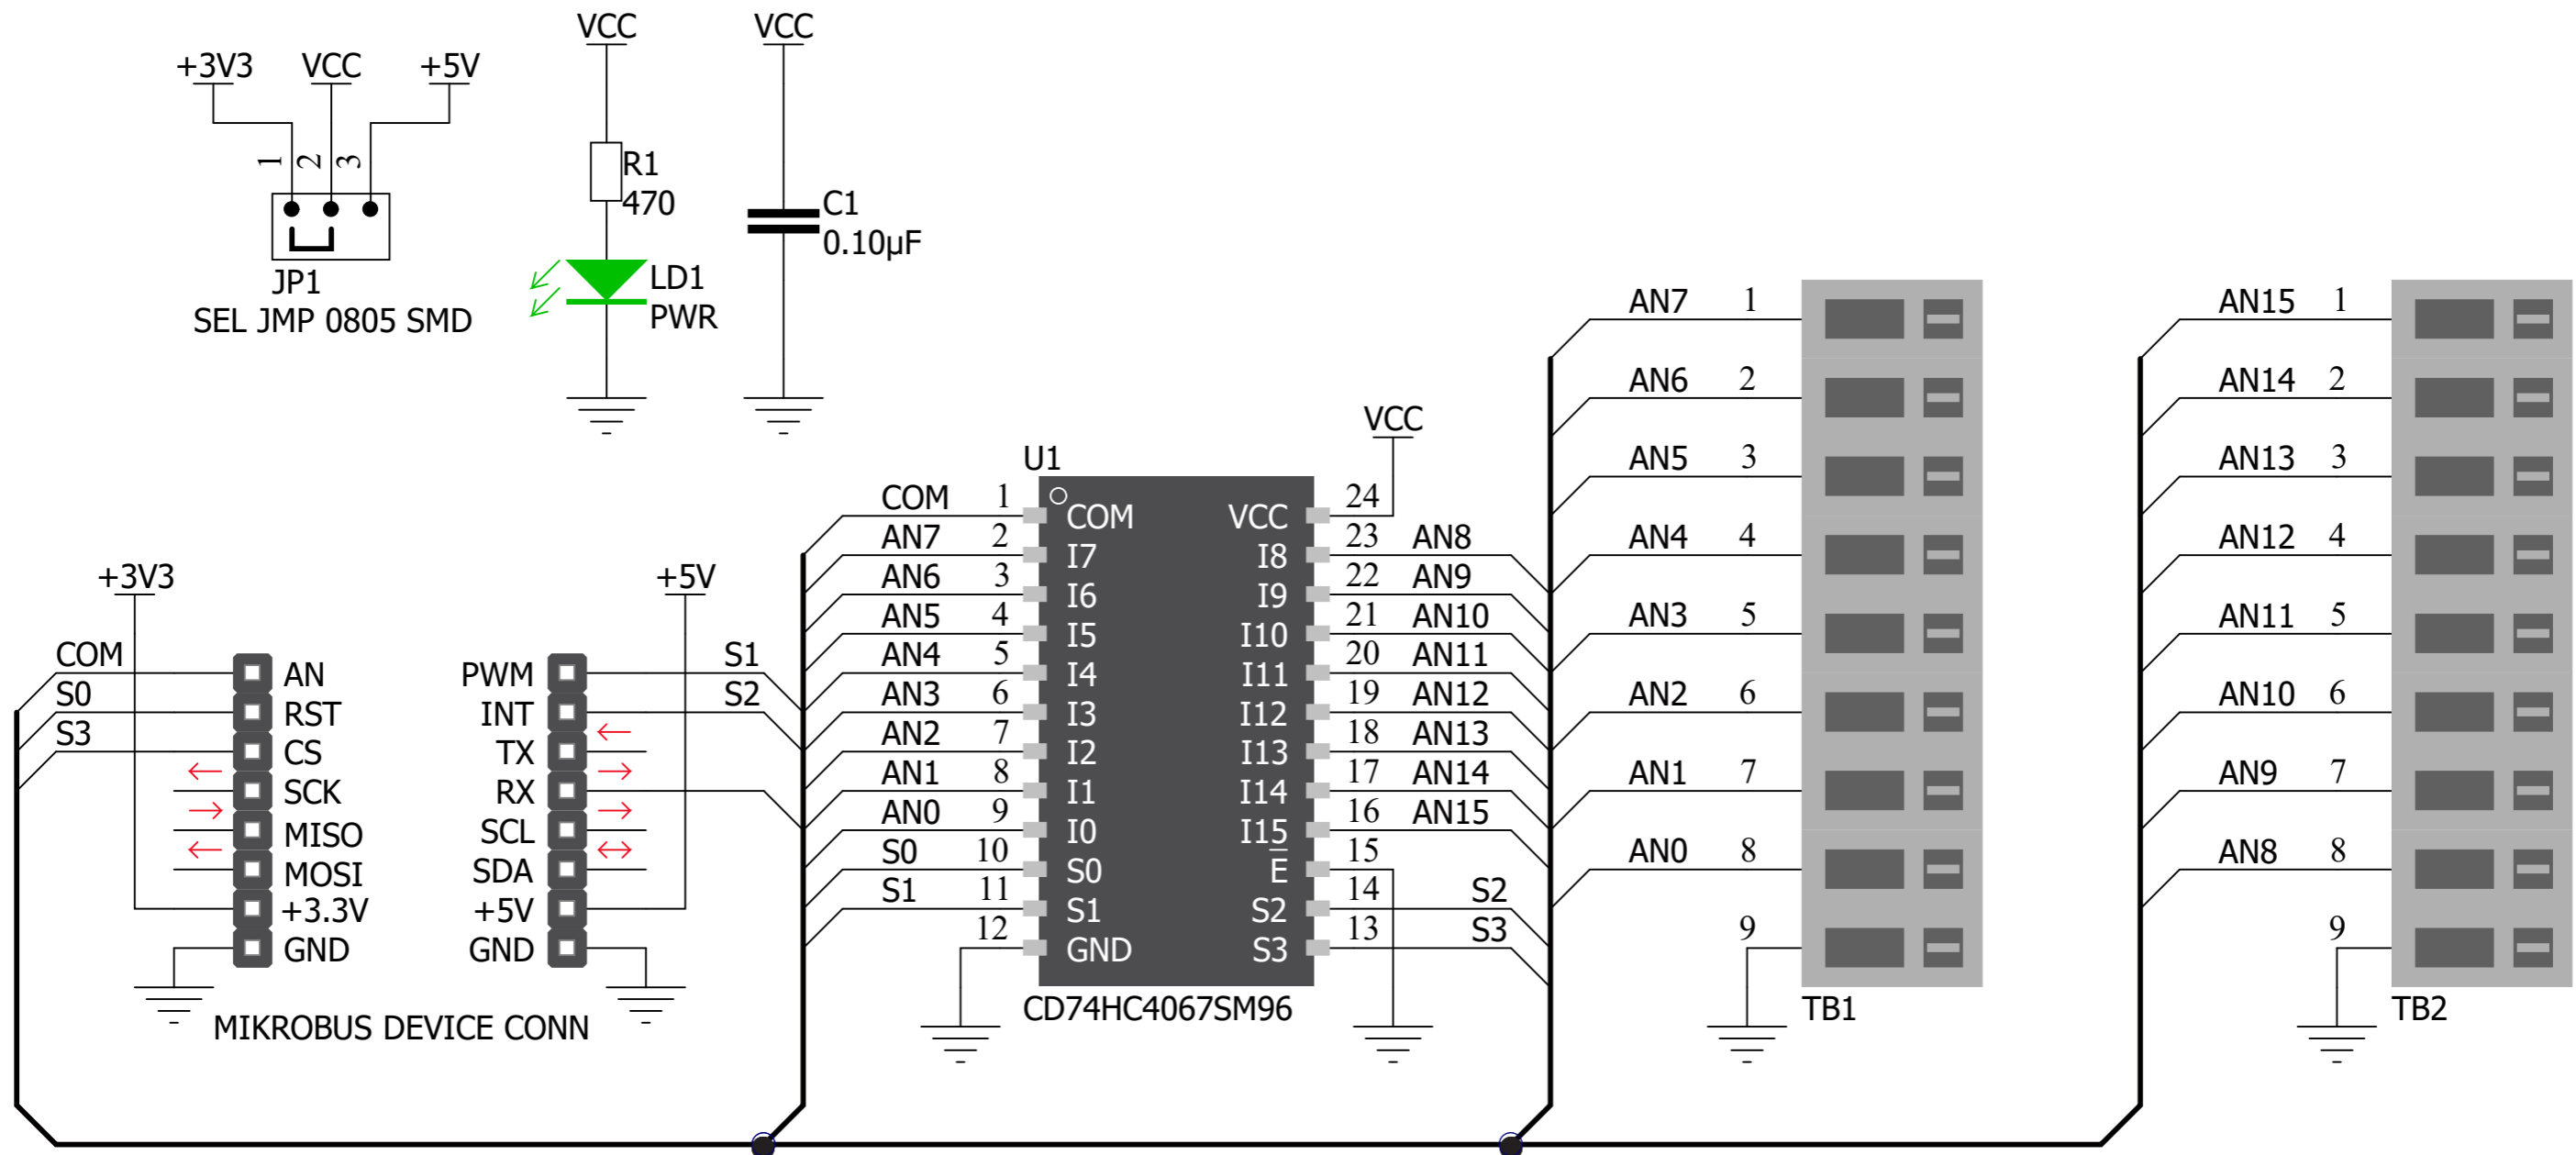 VCC
VCC
+3V3
VCC
+5V
1
2
3
JP1
SEL JMP 0805 SMD
R1
470
LD1
PWR
C1
0.10µF
+3V3
+5V
COM
S0
S3
AN
RST
CS
SCK
MISO
MOSI
+3.3V
GND
PWM
INT
TX
RX
SCL
SDA
+5V
GND
S1
S2
MIKROBUS DEVICE CONN
U1
VCC
COM 1 COM
AN7 2 I7
AN6 3 I6
AN5 4 I5
AN4 5 I4
AN3 6 I3
AN2 7 I2
AN1 8 I1
AN0 9 I0
S0 10 S0
S1 11 S1
12 GND
VCC 24
I8 23 AN8
I9 22 AN9
I10 21 AN10
I11 20 AN11
I12 19 AN12
I13 18 AN13
I14 17 AN14
I15 16 AN15
E 15
S2 14 S2
S3 13 S3
CD74HC4067SM96
AN7 1
AN6 2
AN5 3
AN4 4
AN3 5
AN2 6
AN1 7
AN0 8
9
TB1
AN15 1
AN14 2
AN13 3
AN12 4
AN11 5
AN10 6
AN9 7
AN8 8
9
TB2